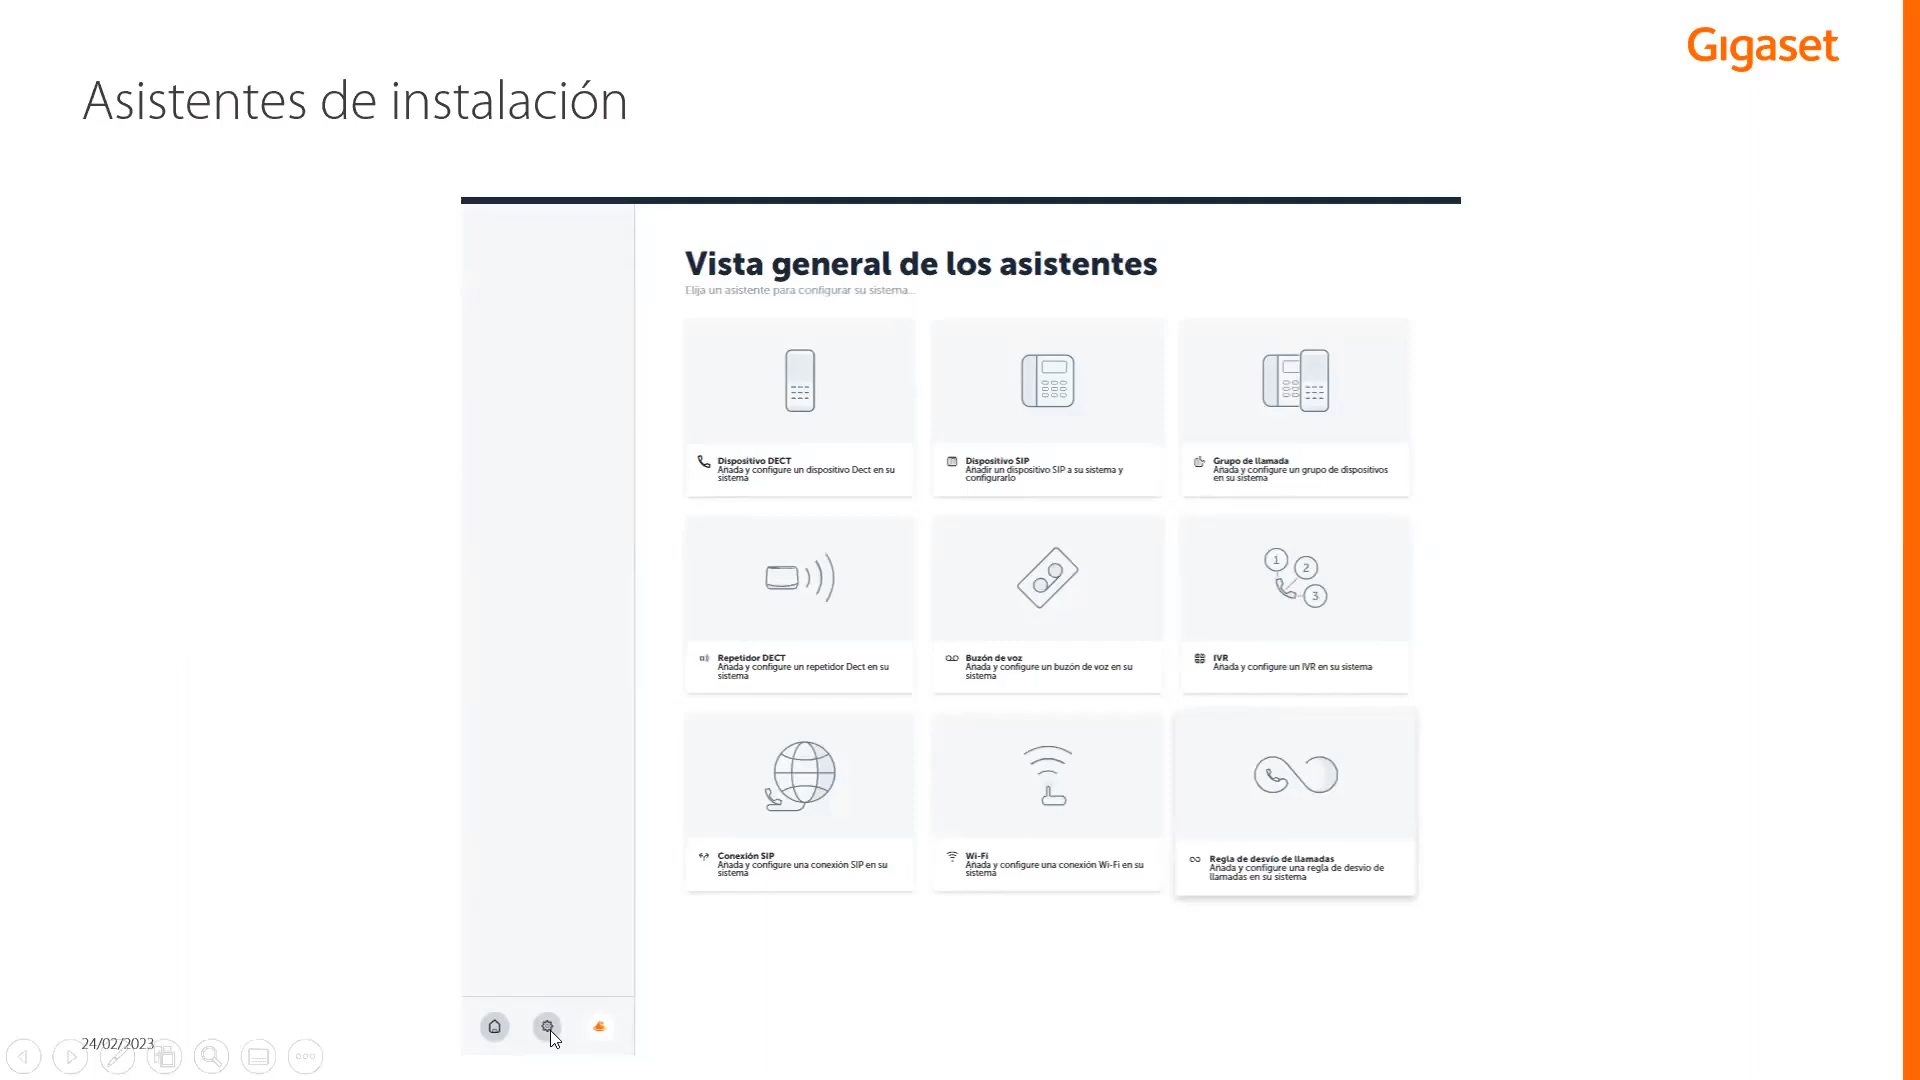 Gigaset
Asistentes de instalación
Vista general de los asistentes
Elija un asistente para configurar su sistema...
Dispositivo DECT
Añada y configure un dispositivo Dect en su
sistema
Dispositivo SIP
Añadir un dispositivo SIP a su sistema y
configurarlo
Grupo de llamada
Añada y configure un grupo de dispositivos
en su sistema
1
2
3
Repetidor DECT
Añada y configure un repetidor Dect en su
sistema
Buzón de voz
Añada y configure un buzón de voz en su
sistema
IVR
Añada y configure un IVR en su sistema
Conexión SIP
Añada y configure una conexión SIP en su
sistema
Wi-Fi
Añada y configure una conexión Wi-Fi en su
sistema
Regla de desvío de llamadas
Añada y configure una regla de desvío de
llamadas en su sistema
24/02/2023